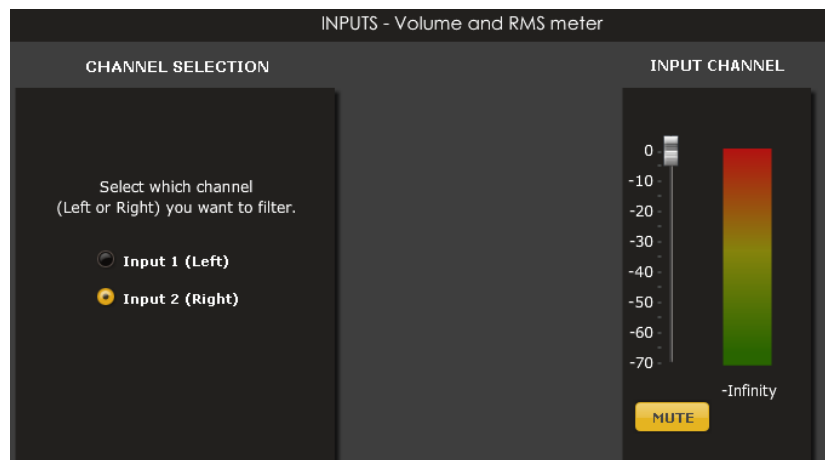 INPUTS - Volume and RMS meter
CHANNEL SELECTION
Select which channel
(Left or Right) you want to filter.
Input 1 (Left)
Input 2 (Right)
INPUT CHANNEL
0
-10
-20
-30
-40
-50
-60
-70
-Infinity
MUTE